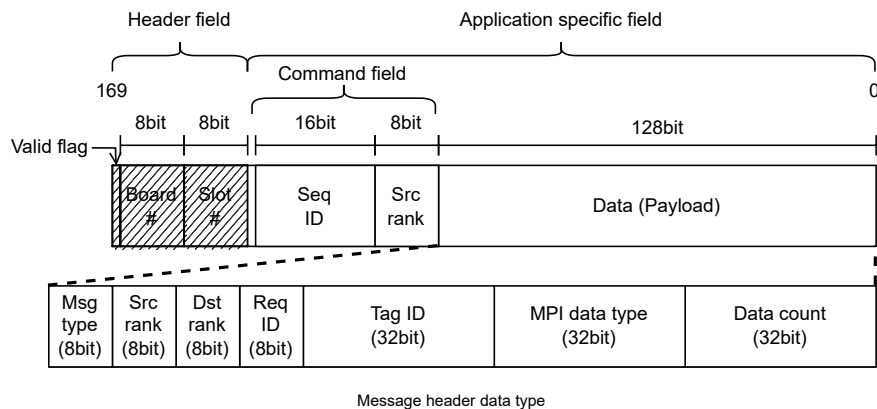 Header field
Application specific field
Command field
169
0
8bit
8bit
16bit
8bit
128bit
Valid flag
Board
#
Slot
#
Seq
ID
Src
rank
Data (Payload)
Msg
type
(8bit)
Src
rank
(8bit)
Dst
rank
(8bit)
Req
ID
(8bit)
Tag ID
(32bit)
MPI data type
(32bit)
Data count
(32bit)
Message header data type